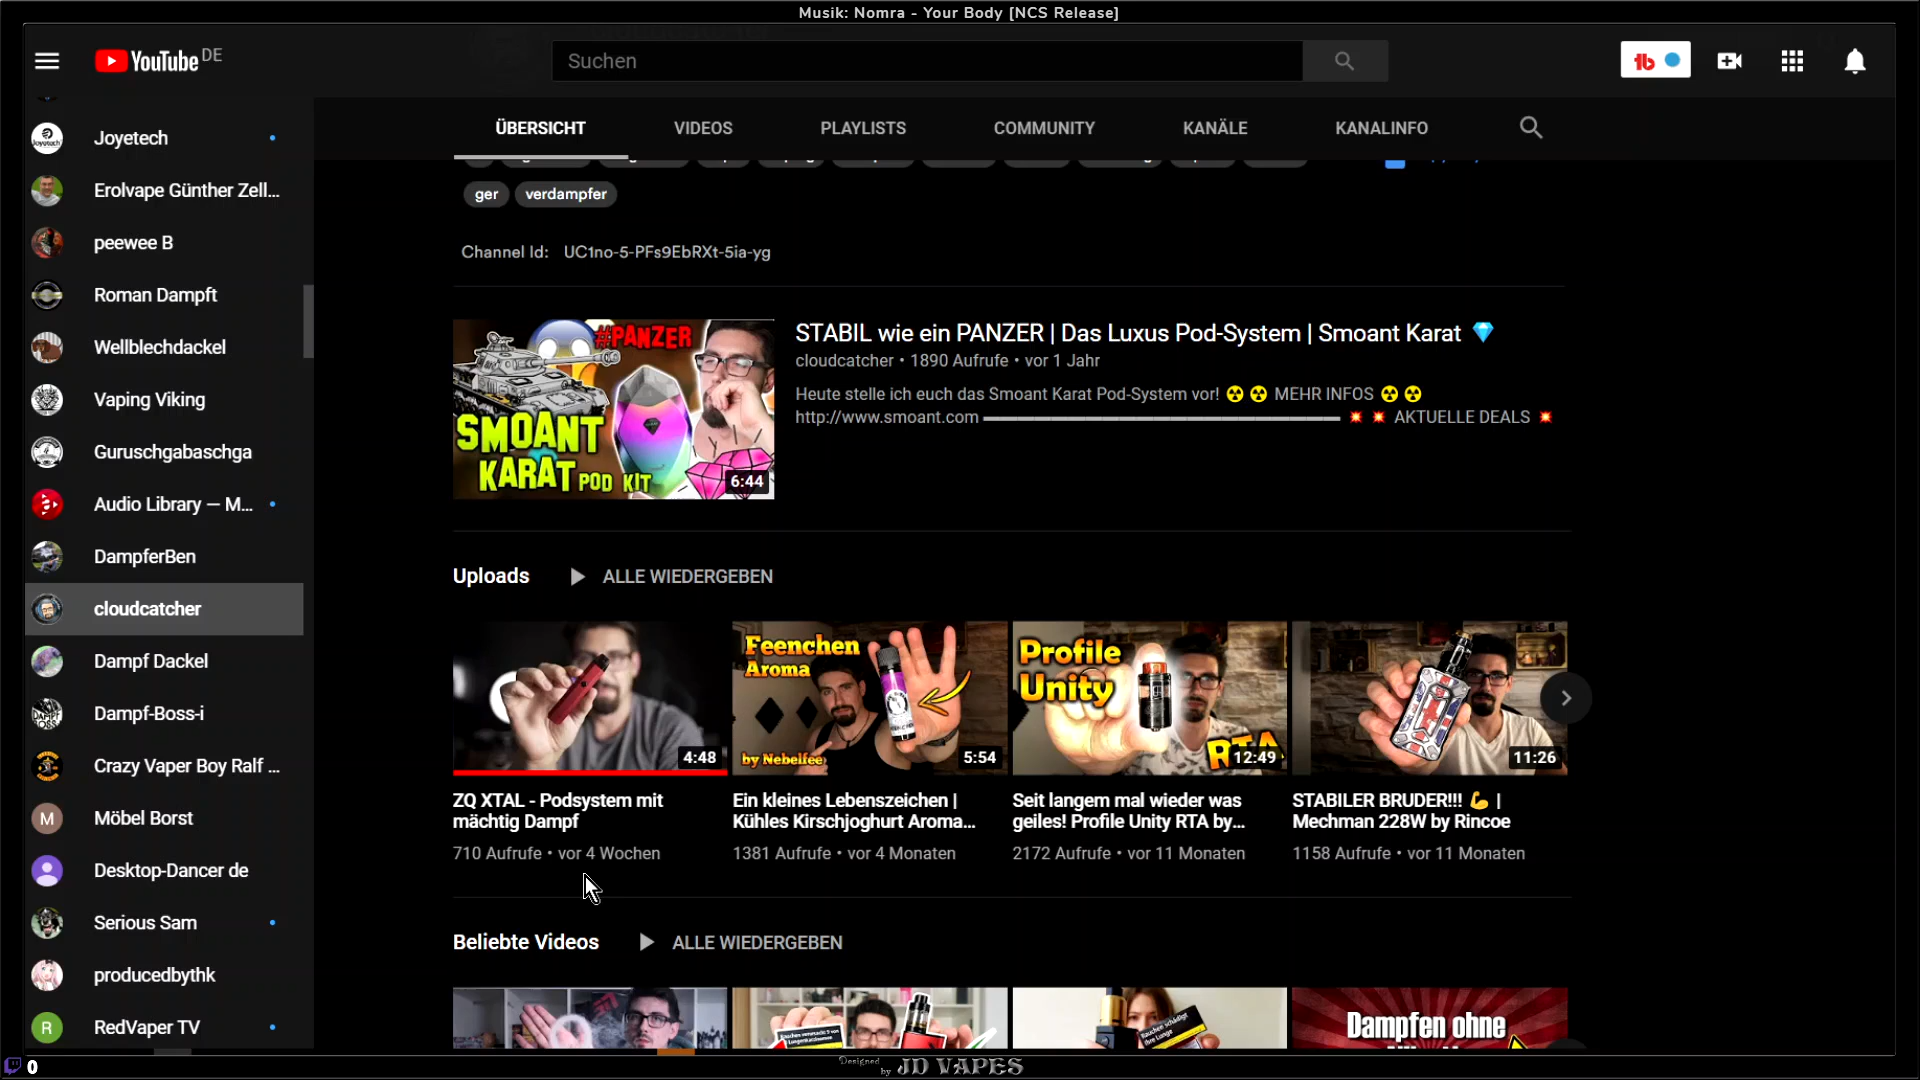 Musik: Nomra - Your Body [NCS Release]
YouTube DE
Suchen
ÜBERSICHT
VIDEOS
PLAYLISTS
COMMUNITY
KANÄLE
KANALINFO
Joyetech
Erolvape Günther Zell...
peewee B
Roman Dampft
Wellblechdackel
Vaping Viking
Guruschgabaschga
Audio Library — M...
DampferBen
cloudcatcher
Dampf Dackel
Dampf-Boss-i
Crazy Vaper Boy Ralf ...
M
Möbel Borst
Desktop-Dancer de
Serious Sam
producedbythk
R
RedVaper TV
ger
verdampfer
Channel Id: UC1no-5-PFs9EbRXt-5ia-yg
#PANZER
SMOANT
KARAT POD KIT
6:44
STABIL wie ein PANZER | Das Luxus Pod-System | Smoant Karat 💎
cloudcatcher • 1890 Aufrufe • vor 1 Jahr
Heute stelle ich euch das Smoant Karat Pod-System vor! ☢ ☢ MEHR INFOS ☢ ☢
http://www.smoant.com ▬▬▬▬▬▬▬▬▬▬▬▬▬▬▬▬▬▬▬▬ 💥 💥 AKTUELLE DEALS 💥
Uploads
ALLE WIEDERGEBEN
4:48
ZQ XTAL - Podsystem mit
mächtig Dampf
710 Aufrufe • vor 4 Wochen
Feenchen
Aroma
by Nebelfee
5:54
Ein kleines Lebenszeichen |
Kühles Kirschjoghurt Aroma...
1381 Aufrufe • vor 4 Monaten
Profile
Unity
RTA
12:49
Seit langem mal wieder was
geiles! Profile Unity RTA by...
2172 Aufrufe • vor 11 Monaten
11:26
STABILER BRUDER!!! 💪 |
Mechman 228W by Rincoe
1158 Aufrufe • vor 11 Monaten
Beliebte Videos
ALLE WIEDERGEBEN
Dampfen ohne
0
Designed
by JD VAPES